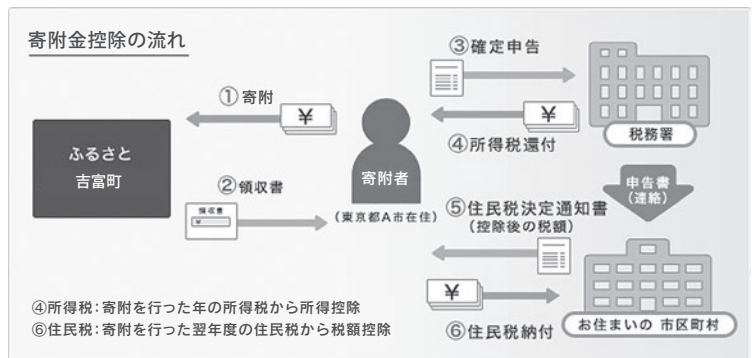 寄附金控除の流れ
③確定申告
①寄附
¥
¥
④所得税還付
税務署
ふるさと
吉富町
寄附者
②領収書
領収書
¥
(東京都A市在住)
申告書
(連絡)
⑤住民税決定通知書
(控除後の税額)
¥
⑥住民税納付
お住まいの 市区町村
④所得税:寄附を行った年の所得税から所得控除
⑥住民税:寄附を行った翌年度の住民税から税額控除